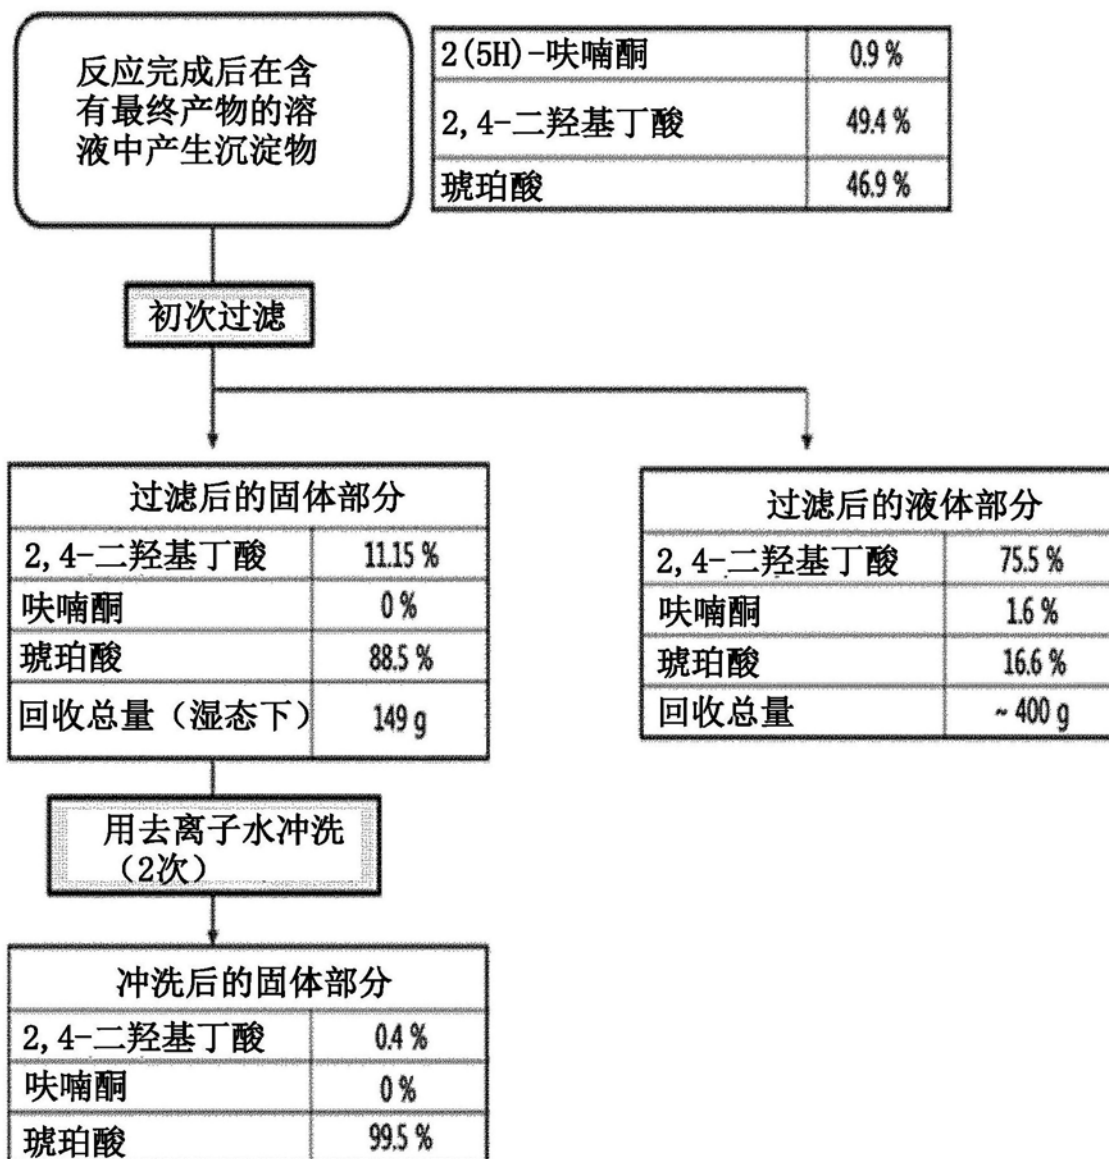 反应完成后在含
有最终产物的溶
液中产生沉淀物
2(5H)-呋喃酮 0.9 %
2,4-二羟基丁酸 49.4 %
琥珀酸 46.9 %
初次过滤
过滤后的固体部分
2,4-二羟基丁酸 11.15 %
呋喃酮 0 %
琥珀酸 88.5 %
回收总量（湿态下） 149 g
过滤后的液体部分
2,4-二羟基丁酸 75.5 %
呋喃酮 1.6 %
琥珀酸 16.6 %
回收总量 ~ 400 g
用去离子水冲洗
（2次）
冲洗后的固体部分
2,4-二羟基丁酸 0.4 %
呋喃酮 0 %
琥珀酸 99.5 %